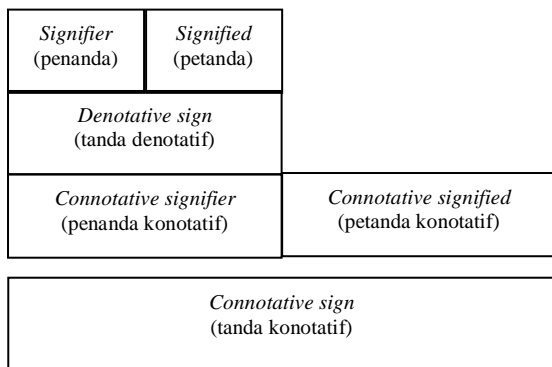 Signifier
(penanda)
Signified
(petanda)
Denotative sign
(tanda denotatif)
Connotative signifier
(penanda konotatif)
Connotative signified
(petanda konotatif)
Connotative sign
(tanda konotatif)